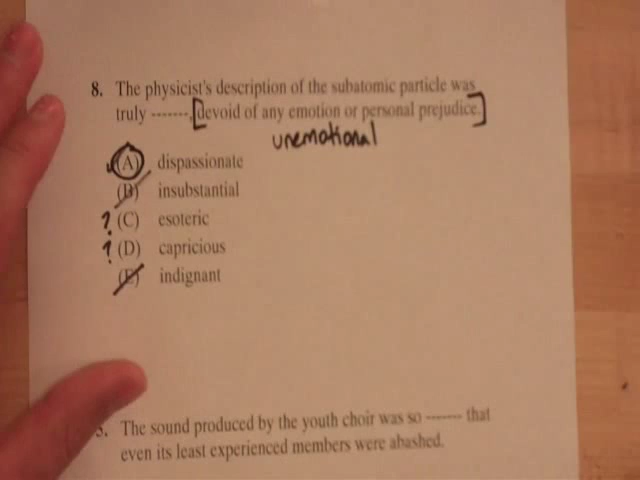 8. The physicist's description of the subatomic particle was
truly -------, [devoid of any emotion or personal prejudice.]
unemotional
(A) dispassionate
(B) insubstantial
? (C) esoteric
? (D) capricious
(E) indignant
The sound produced by the youth choir was so ------- that
even its least experienced members were abashed.